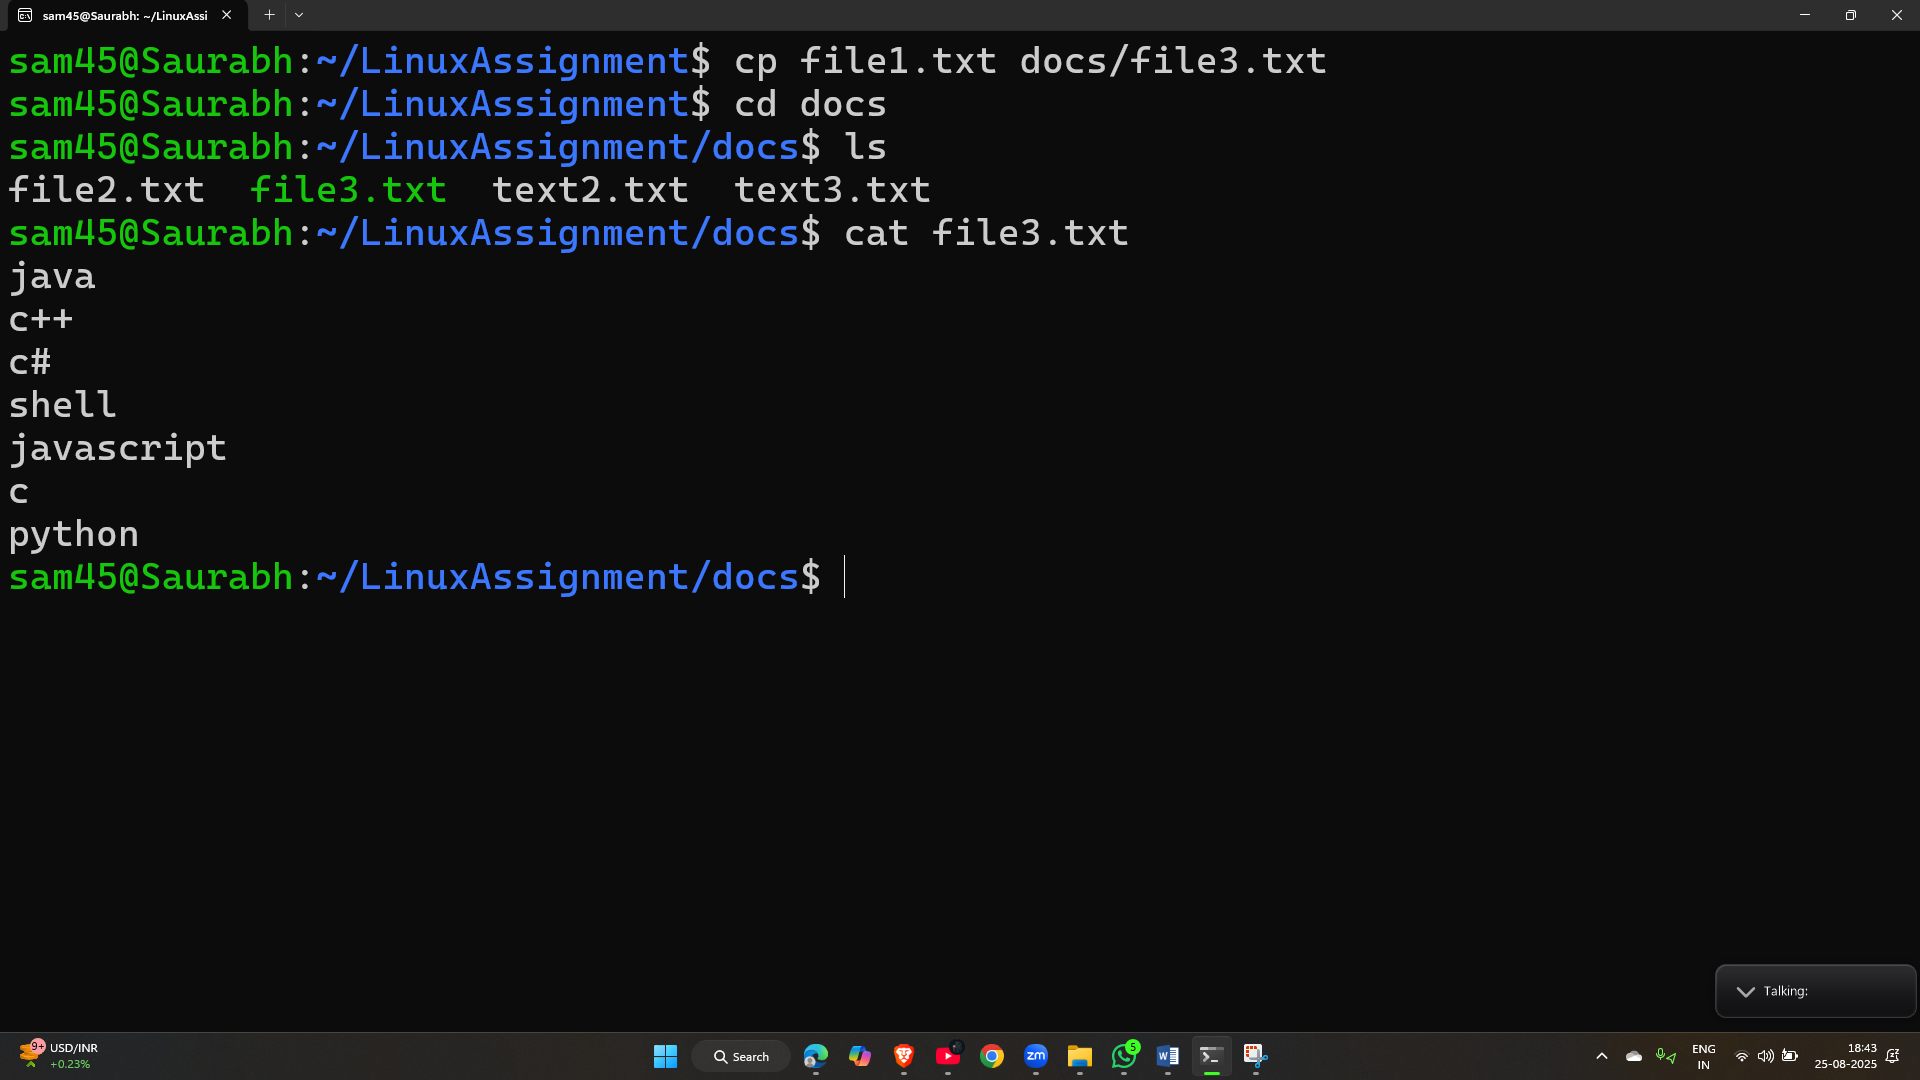 sam45@Saurabh: ~/LinuxAssi
sam45@Saurabh:~/LinuxAssignment$ cp file1.txt docs/file3.txt
sam45@Saurabh:~/LinuxAssignment$ cd docs
sam45@Saurabh:~/LinuxAssignment/docs$ ls
file2.txt  file3.txt  text2.txt  text3.txt
sam45@Saurabh:~/LinuxAssignment/docs$ cat file3.txt
java
c++
c#
shell
javascript
c
python
sam45@Saurabh:~/LinuxAssignment/docs$
Talking:
9+
USD/INR
+0.23%
Search
zm
5
W
ENG
IN
18:43
25-08-2025